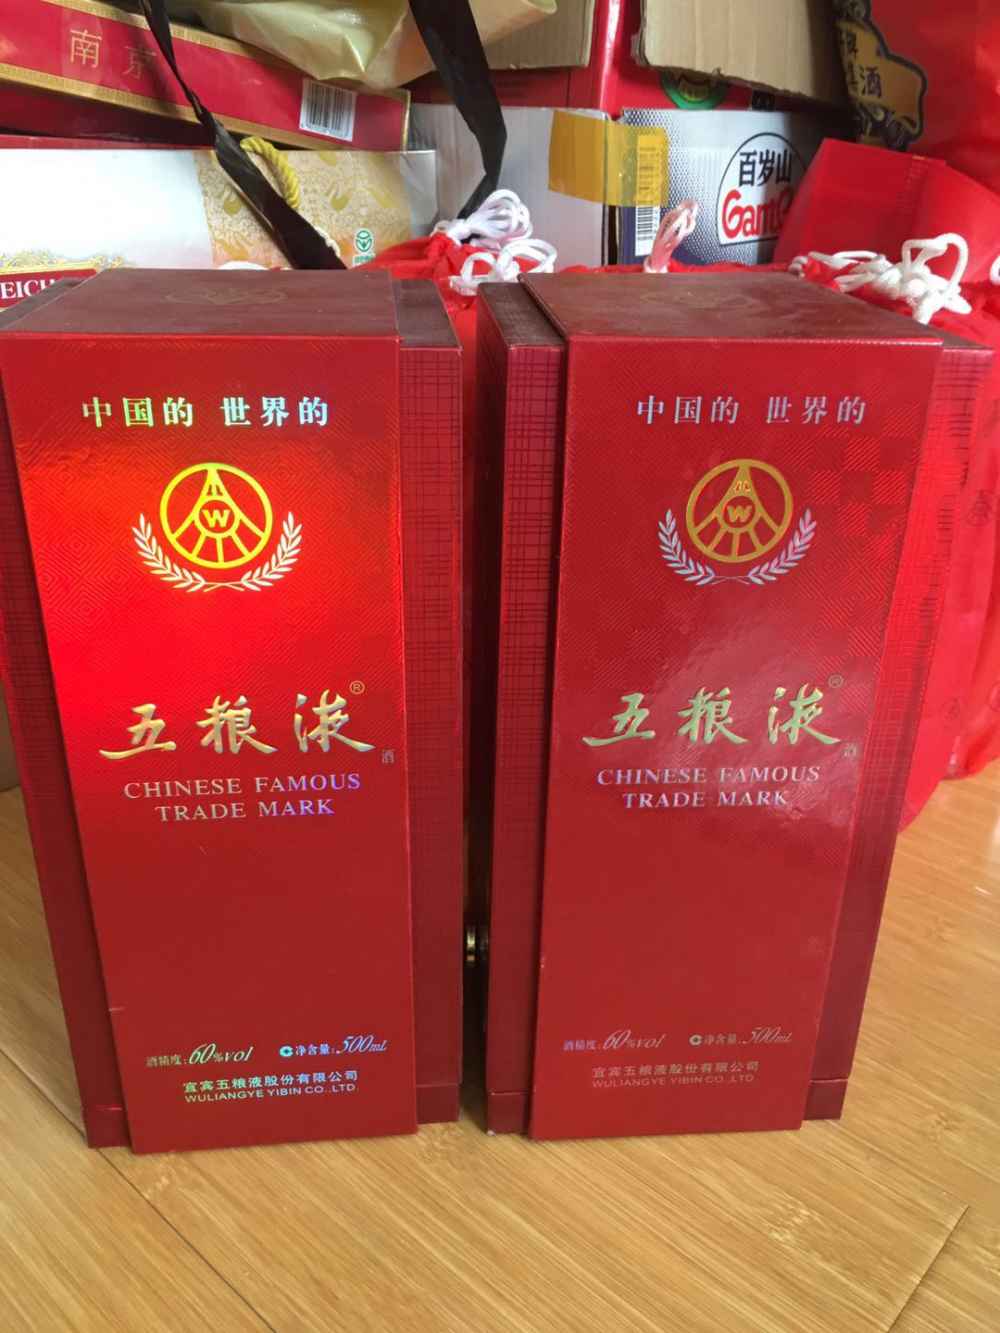 南京
酒
百岁山
中国的 世界的
W
五粮液®
酒
CHINESE FAMOUS
TRADE MARK
酒精度:60%vol 净含量:500mL
宜宾五粮液股份有限公司
WULIANGYE YIBIN CO.,LTD
中国的 世界的
W
五粮液®
酒
CHINESE FAMOUS
TRADE MARK
酒精度:60%vol 净含量:500mL
宜宾五粮液股份有限公司
WULIANGYE YIBIN CO.,LTD